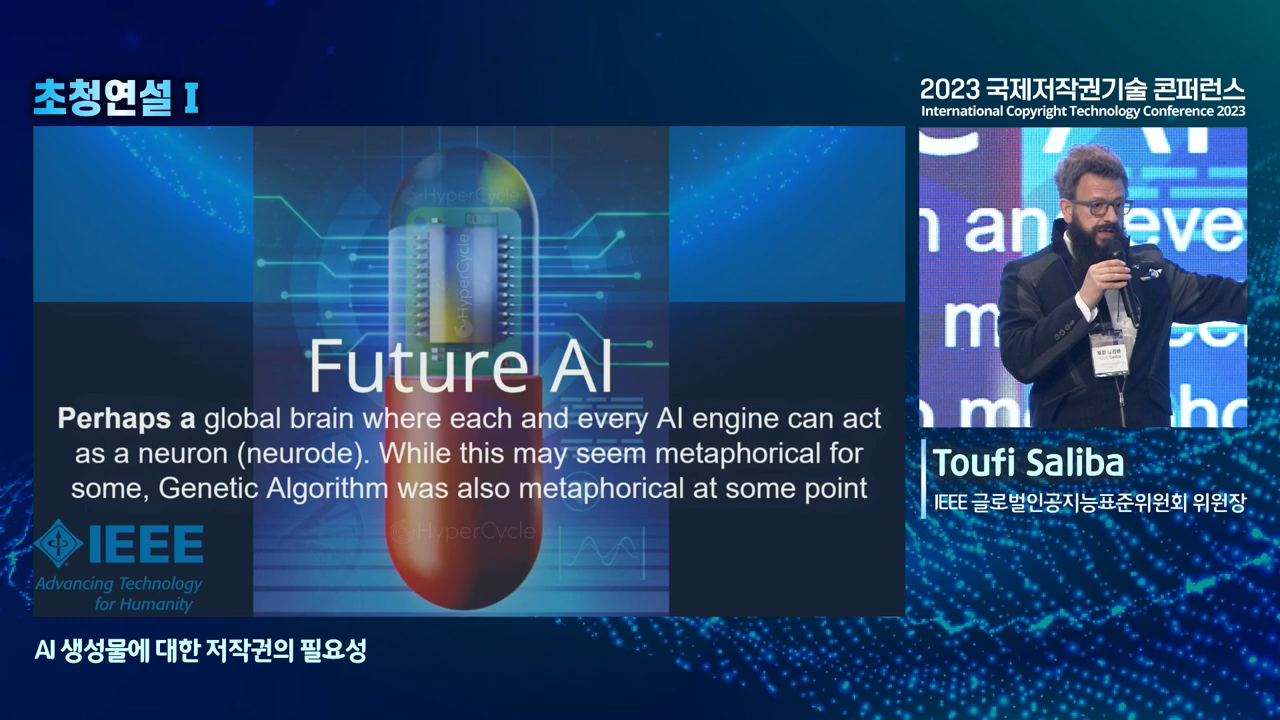 초청연설 I
2023 국제저작권기술 콘퍼런스
International Copyright Technology Conference 2023
HyperCycle
HyperCycle
Future AI
Perhaps a global brain where each and every AI engine can act
as a neuron (neurode). While this may seem metaphorical for
some, Genetic Algorithm was also metaphorical at some point
HyperCycle
IEEE
Advancing Technology
for Humanity
Toufi Saliba
IEEE 글로벌인공지능표준위원회 위원장
AI 생성물에 대한 저작권의 필요성